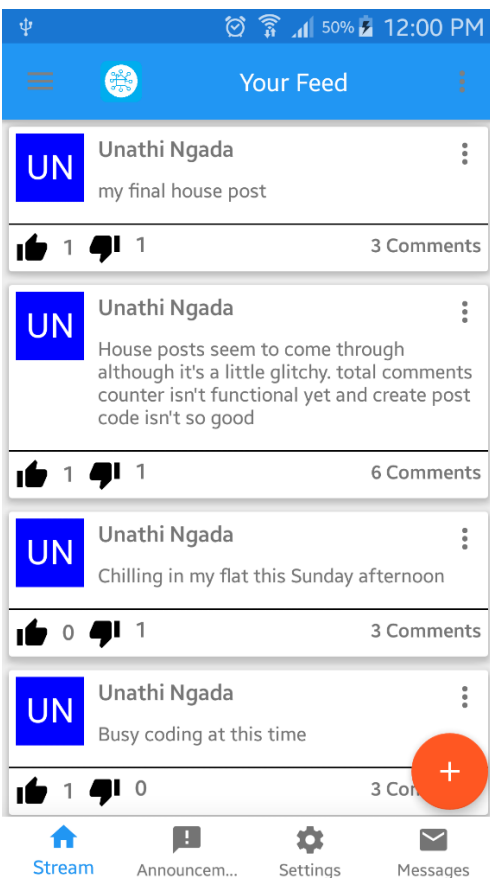 50% 12:00 PM
Your Feed
UN
Unathi Ngada
my final house post
1 1 3 Comments
UN
Unathi Ngada
House posts seem to come through
although it's a little glitchy. total comments
counter isn't functional yet and create post
code isn't so good
1 1 6 Comments
UN
Unathi Ngada
Chilling in my flat this Sunday afternoon
0 1 3 Comments
UN
Unathi Ngada
Busy coding at this time
1 0 3 Con
+
Stream Announcem... Settings Messages